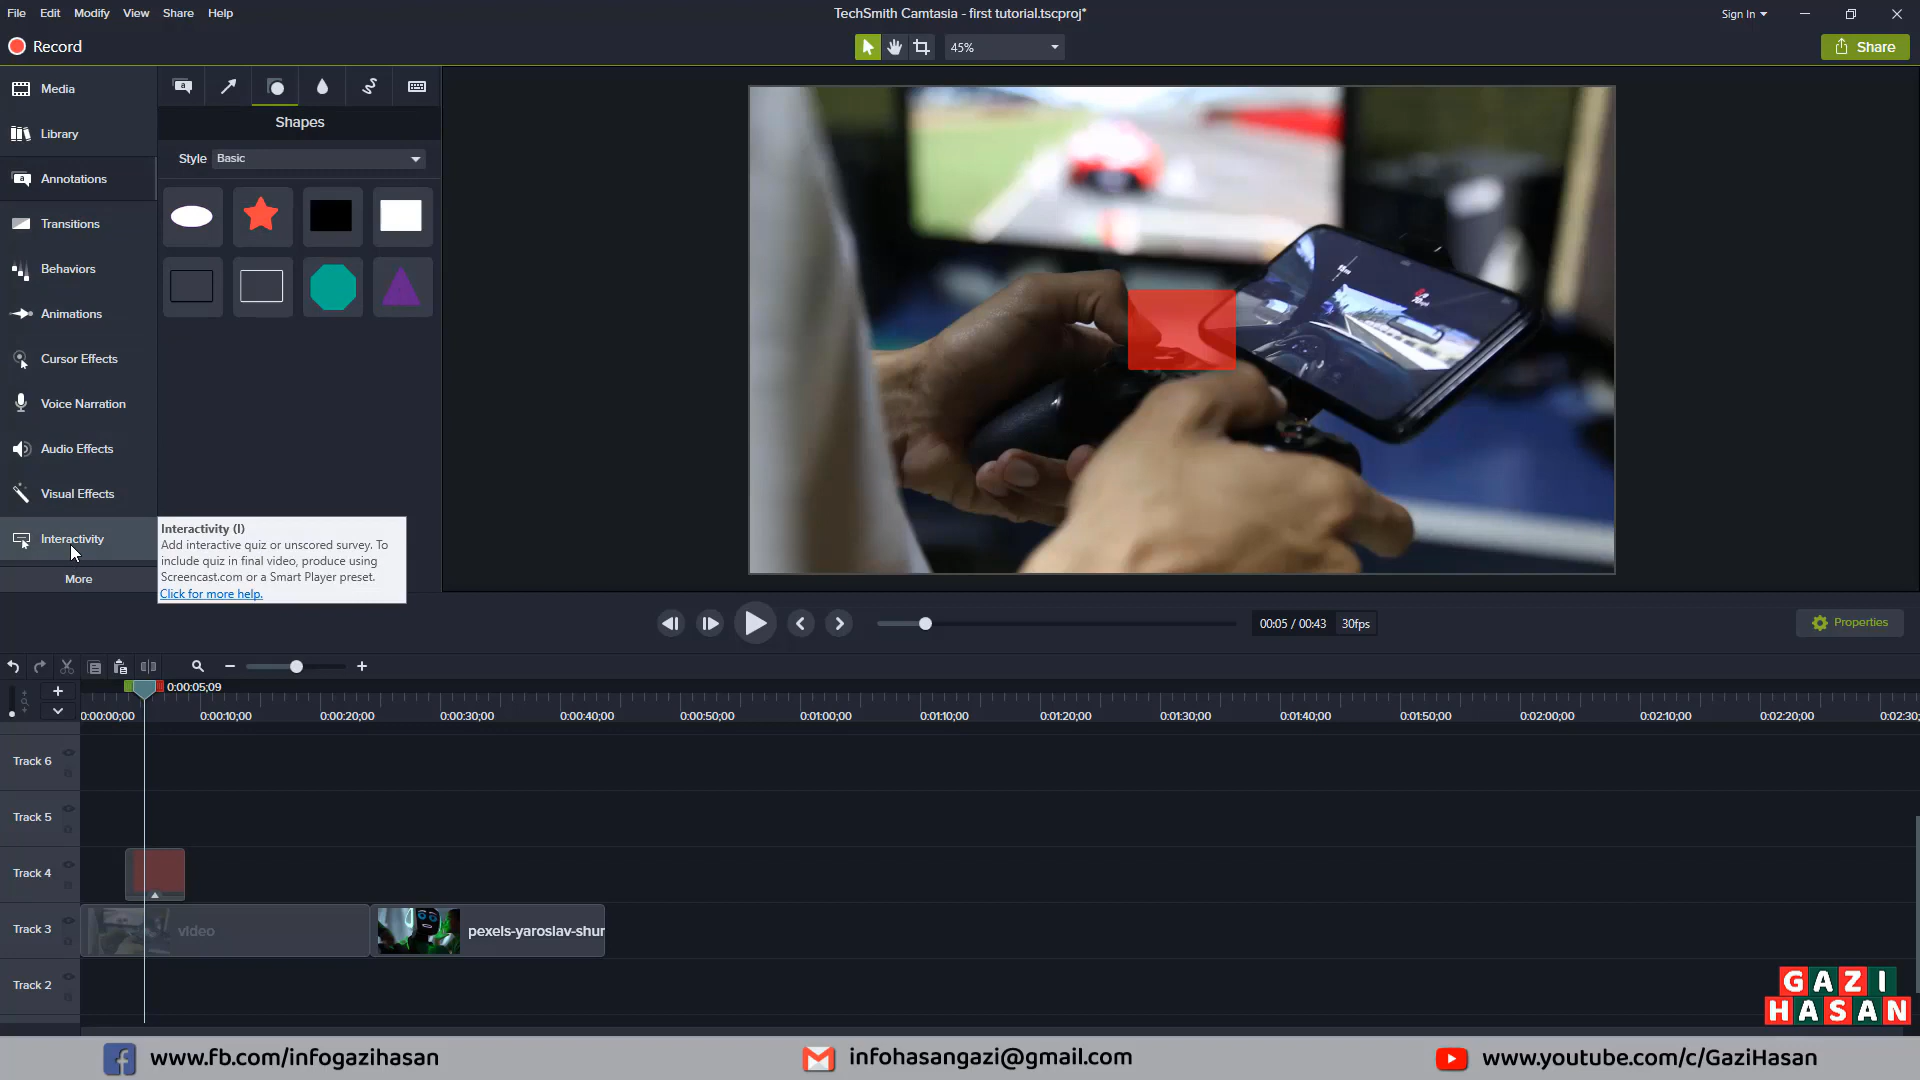 File Edit Modify View Share Help
TechSmith Camtasia - first tutorial.tscproj*
Sign In
Record
45%
Share
Media
Library
Annotations
Transitions
Behaviors
Animations
Cursor Effects
Voice Narration
Audio Effects
Visual Effects
Interactivity
More
a
Shapes
Style Basic
Interactivity (I)
Add interactive quiz or unscored survey. To
include quiz in final video, produce using
Screencast.com or a Smart Player preset.
Click for more help.
00:05 / 00:43 30fps
Properties
0:00:05;09
0:00:00;00 0:00:10;00 0:00:20;00 0:00:30;00 0:00:40;00 0:00:50;00 0:01:00;00 0:01:10;00 0:01:20;00 0:01:30;00 0:01:40;00 0:01:50;00 0:02:00;00 0:02:10;00 0:02:20;00 0:02:30;
Track 6
Track 5
Track 4
Track 3
video
pexels-yaroslav-shur
Track 2
GAZI
HASAN
www.fb.com/infogazihasan
infohasangazi@gmail.com
www.youtube.com/c/GaziHasan